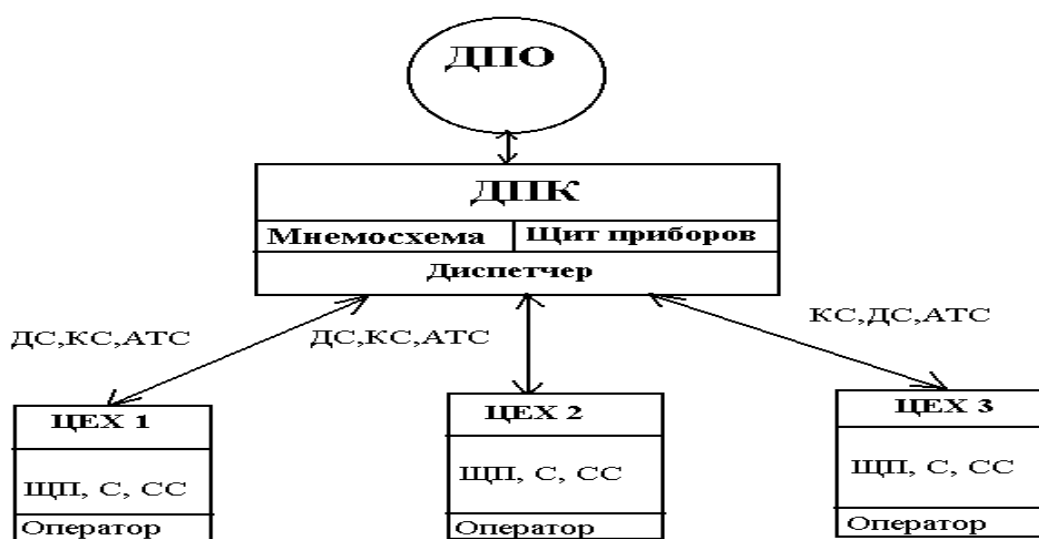 ДПО
ДПК
Мнемосхема Щит приборов
Диспетчер
ДС,КС,АТС
ДС,КС,АТС
КС,ДС,АТС
ЦЕХ 1
ЩП, С, СС
Оператор
ЦЕХ 2
ЩП, С, СС
Оператор
ЦЕХ 3
ЩП, С, СС
Оператор